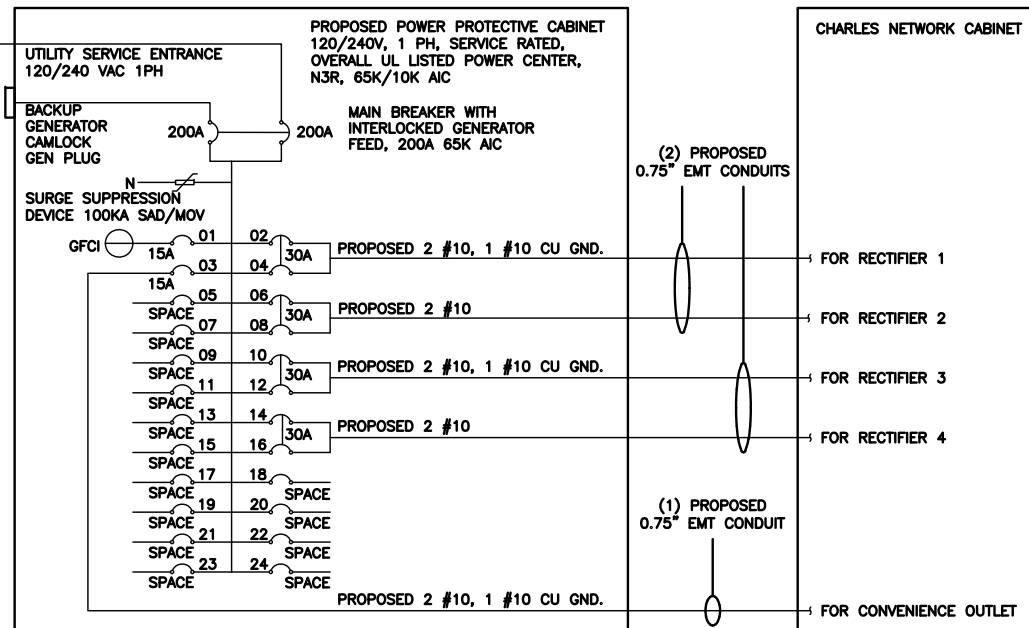 PROPOSED POWER PROTECTIVE CABINET
120/240V, 1 PH, SERVICE RATED,
OVERALL UL LISTED POWER CENTER,
N3R, 65K/10K AIC
CHARLES NETWORK CABINET
UTILITY SERVICE ENTRANCE
120/240 VAC 1PH
BACKUP
GENERATOR
CAMLOCK
GEN PLUG
200A
200A
MAIN BREAKER WITH
INTERLOCKED GENERATOR
FEED, 200A 65K AIC
N
SURGE SUPPRESSION
DEVICE 100KA SAD/MOV
(2) PROPOSED
0.75" EMT CONDUITS
GFCI
15A
01
02
30A
PROPOSED 2 #10, 1 #10 CU GND.
FOR RECTIFIER 1
15A
03
04
SPACE
05
06
30A
PROPOSED 2 #10
FOR RECTIFIER 2
SPACE
07
08
SPACE
09
10
30A
PROPOSED 2 #10, 1 #10 CU GND.
FOR RECTIFIER 3
SPACE
11
12
SPACE
13
14
30A
PROPOSED 2 #10
FOR RECTIFIER 4
SPACE
15
16
SPACE
17
18
SPACE
SPACE
19
20
SPACE
SPACE
21
22
SPACE
SPACE
23
24
SPACE
(1) PROPOSED
0.75" EMT CONDUIT
PROPOSED 2 #10, 1 #10 CU GND.
FOR CONVENIENCE OUTLET